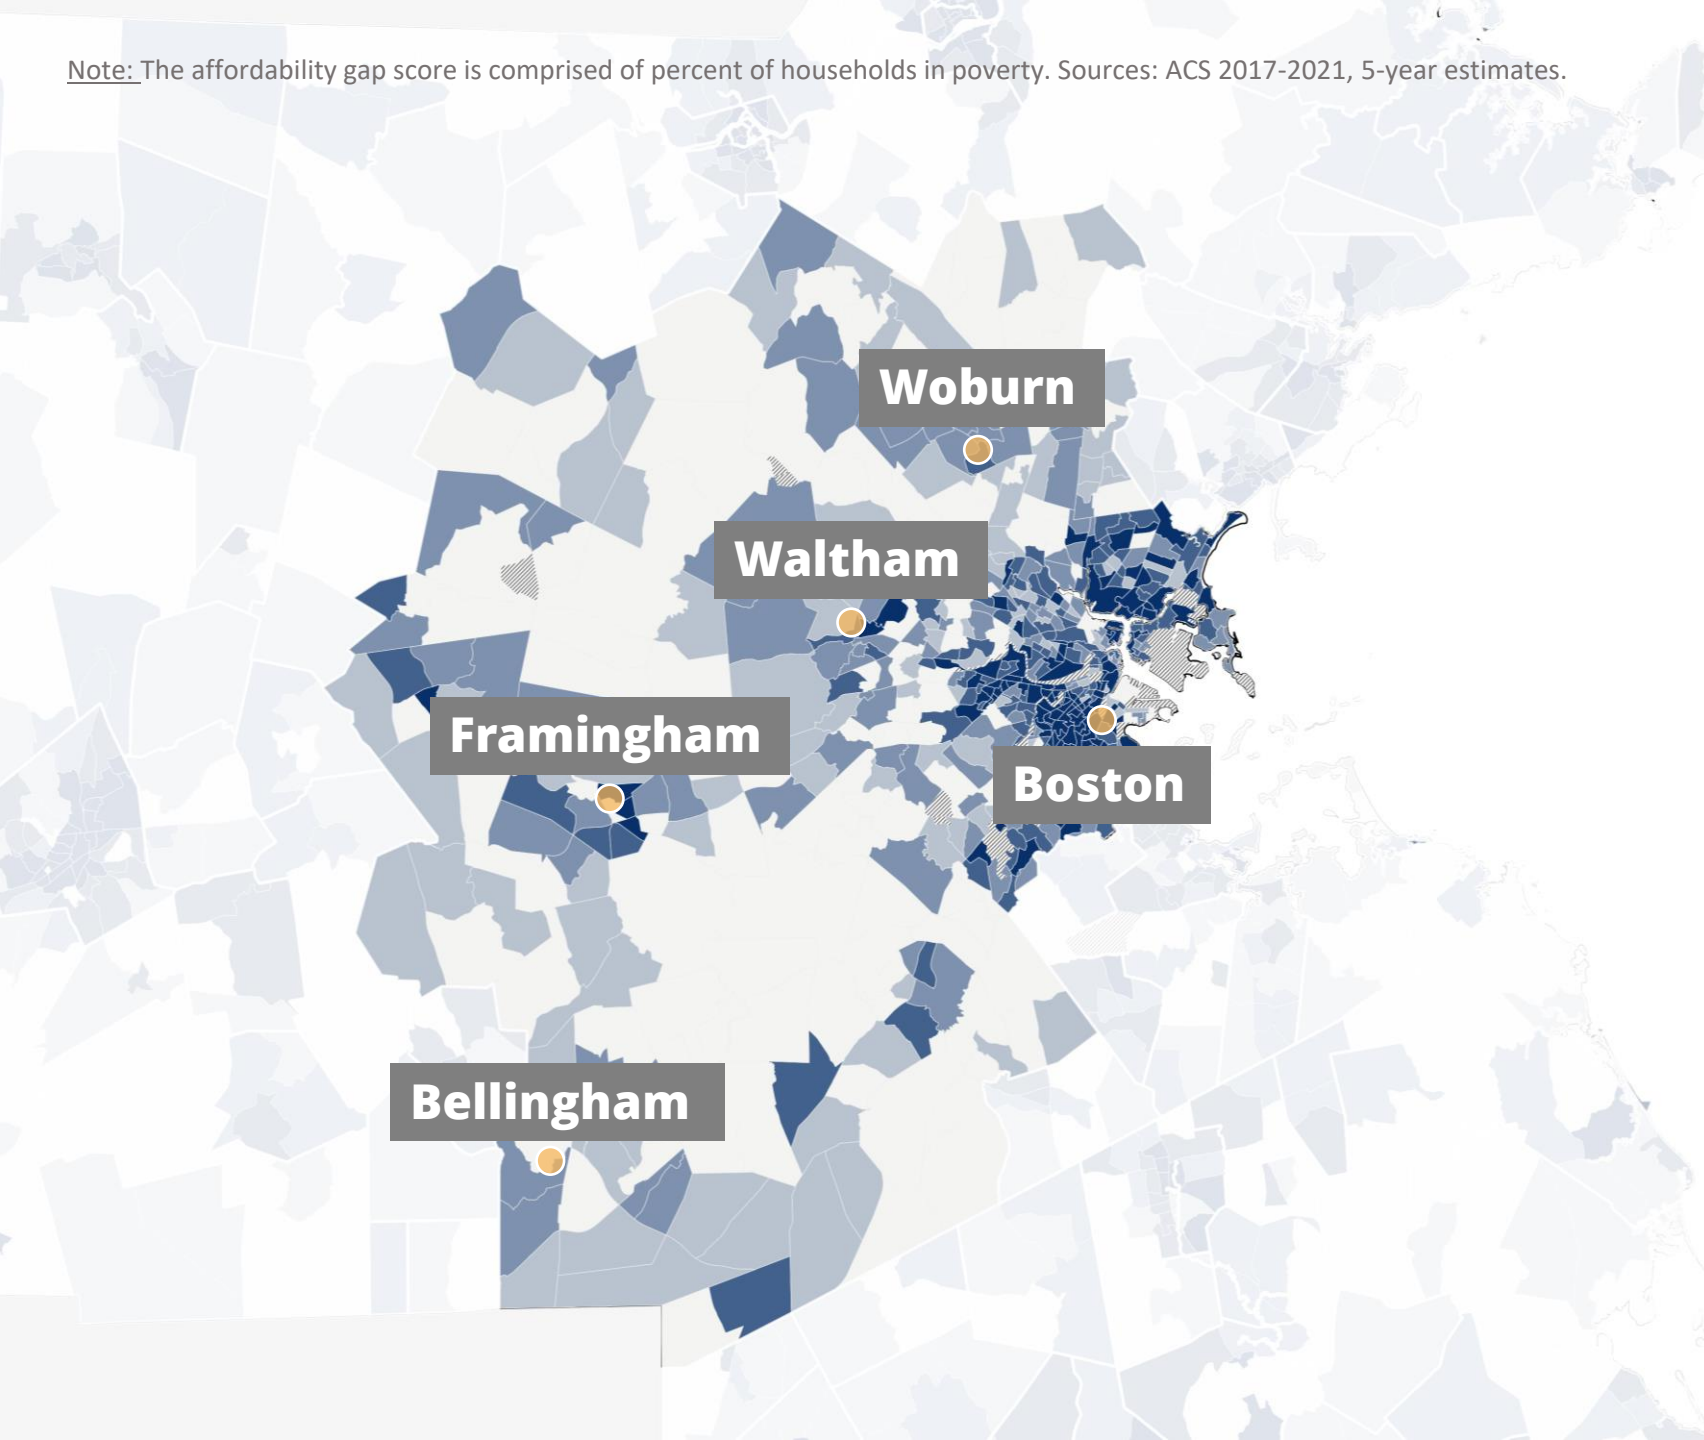 Note: The affordability gap score is comprised of percent of households in poverty. Sources: ACS 2017-2021, 5-year estimates.
Woburn
Waltham
Framingham
Boston
Bellingham